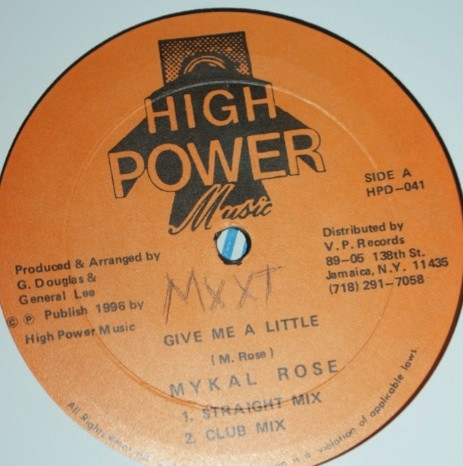 HIGH
POWER
Music
SIDE A
HPD-041
Distributed by
V. P. Records
89-05 138th St.
Jamaica, N.Y. 11435
(718) 291-7058
Produced & Arranged by
G. Douglas &
General Lee
© ℗ Publish 1996 by
High Power Music
MXXT
GIVE ME A LITTLE
(M. Rose)
MYKAL ROSE
1. STRAIGHT MIX
2. CLUB MIX
All Rights is a violation of applicable laws